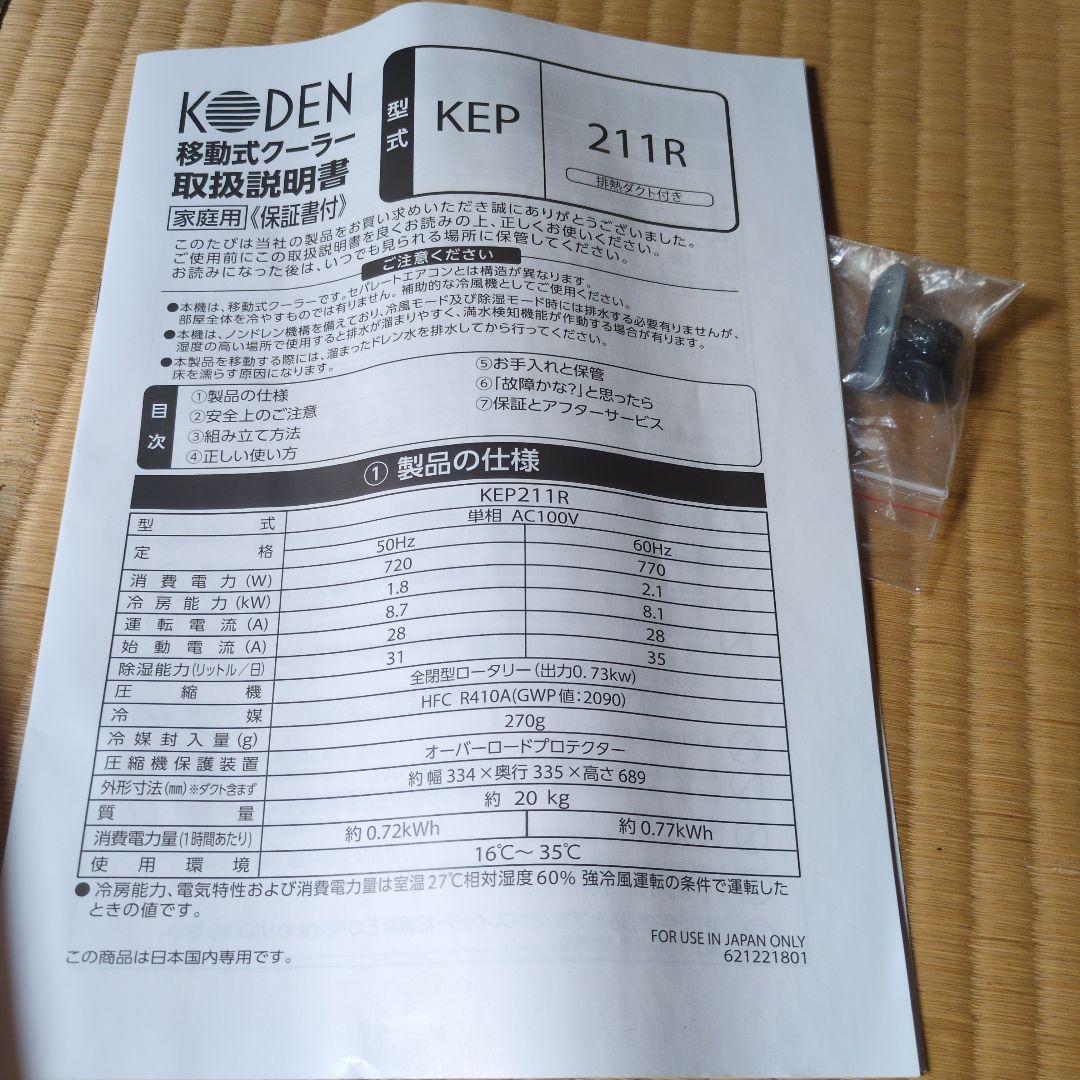 KODEN
移動式クーラー
取扱説明書
家庭用《保証書付》
型式
KEP
211R
排熱ダクト付き
このたびは当社の製品をお買い求めいただき誠にありがとうございました。
ご使用前にこの取扱説明書を良くお読みの上、正しくお使いください。
お読みになった後は、いつでも見られる場所に保管してください。
ご注意ください
●本機は、移動式クーラーです。セパレートエアコンとは構造が異なります。
部屋全体を冷やすものでは有りません。補助的な冷風機としてご使用ください。
●本機は、ノンドレン機構を備えており、冷風モード及び除湿モード時には排水する必要有りませんが、
湿度の高い場所で使用すると排水が溜まりやすく、満水検知機能が作動する場合が有ります。
●本製品を移動する際には、溜まったドレン水を排水してから行ってください。
床を濡らす原因になります。
目次
①製品の仕様
②安全上のご注意
③組み立て方法
④正しい使い方
⑤お手入れと保管
⑥「故障かな?」と思ったら
⑦保証とアフターサービス
① 製品の仕様
型式 KEP211R
定格 単相 AC100V
50Hz 60Hz
消費電力(W) 720 770
冷房能力(kW) 1.8 2.1
運転電流(A) 8.7 8.1
始動電流(A) 28 28
除湿能力(リットル/日) 31 35
圧縮機 全閉型ロータリー(出力0.73kw)
冷媒 HFC R410A(GWP値:2090)
冷媒封入量(g) 270g
圧縮機保護装置 オーバーロードプロテクター
外形寸法(mm)※ダクト含まず 約幅334×奥行335×高さ689
質量 約 20 kg
消費電力量(1時間あたり) 約0.72kWh 約0.77kWh
使用環境 16℃～35℃
●冷房能力、電気特性および消費電力量は室温27℃相対湿度60% 強冷風運転の条件で運転した
ときの値です。
この商品は日本国内専用です。
FOR USE IN JAPAN ONLY
621221801